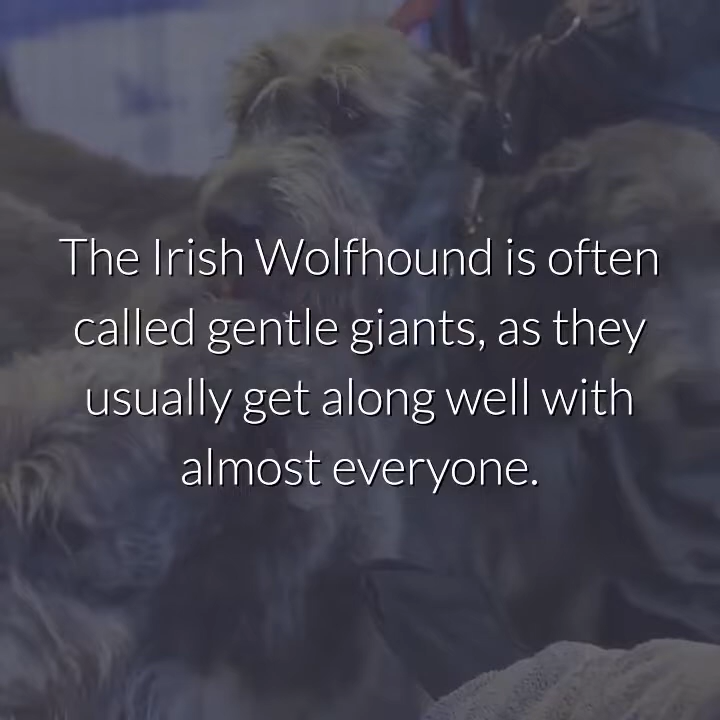 The Irish Wolfhound is often
called gentle giants, as they
usually get along well with
almost everyone.